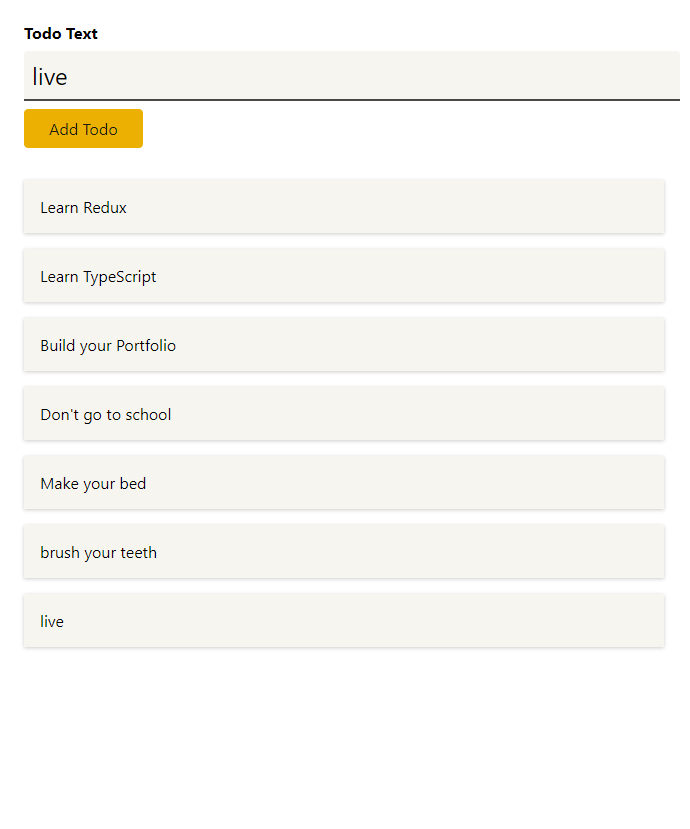 Todo Text
live
Add Todo
Learn Redux
Learn TypeScript
Build your Portfolio
Don't go to school
Make your bed
brush your teeth
live